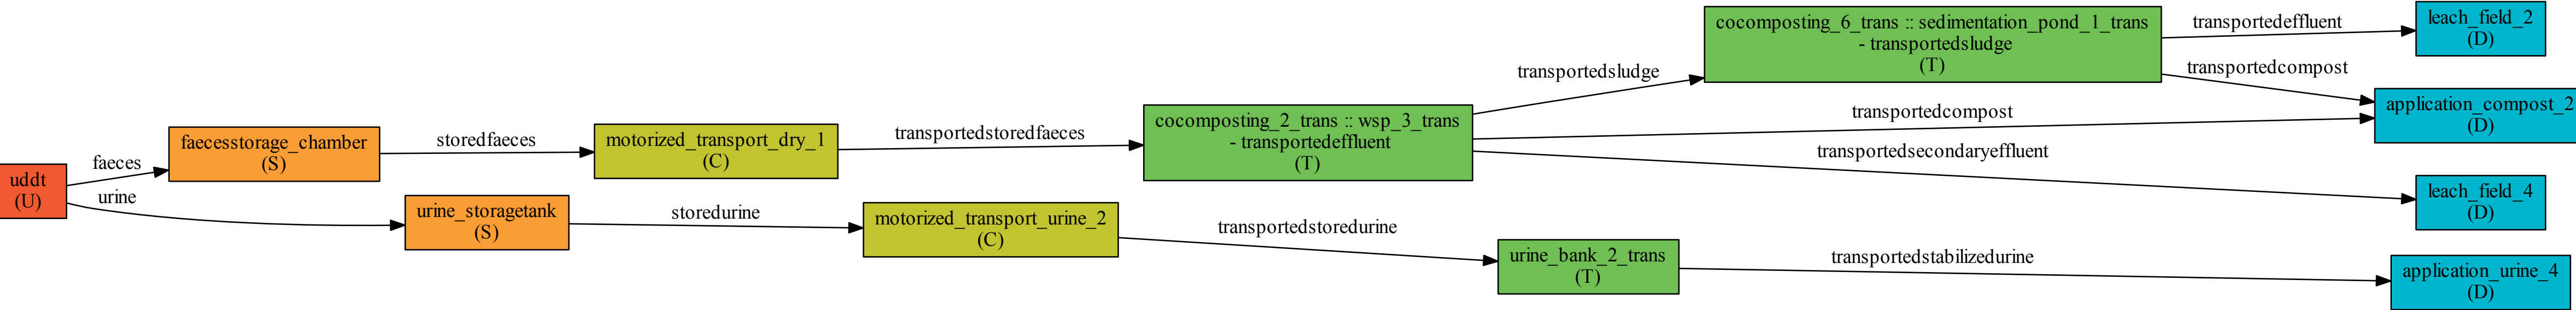 uddt
(U)
faeces
urine
faecesstorage_chamber
(S)
urine_storagetank
(S)
storedfaeces
storedurine
motorized_transport_dry_1
(C)
motorized_transport_urine_2
(C)
transportedstoredfaeces
transportedstoredurine
cocomposting_2_trans :: wsp_3_trans
- transportedeffluent
(T)
urine_bank_2_trans
(T)
transportedsludge
cocomposting_6_trans :: sedimentation_pond_1_trans
- transportedsludge
(T)
transportedcompost
transportedsecondaryeffluent
transportedstabilizedurine
transportedeffluent
transportedcompost
leach_field_2
(D)
application_compost_2
(D)
leach_field_4
(D)
application_urine_4
(D)